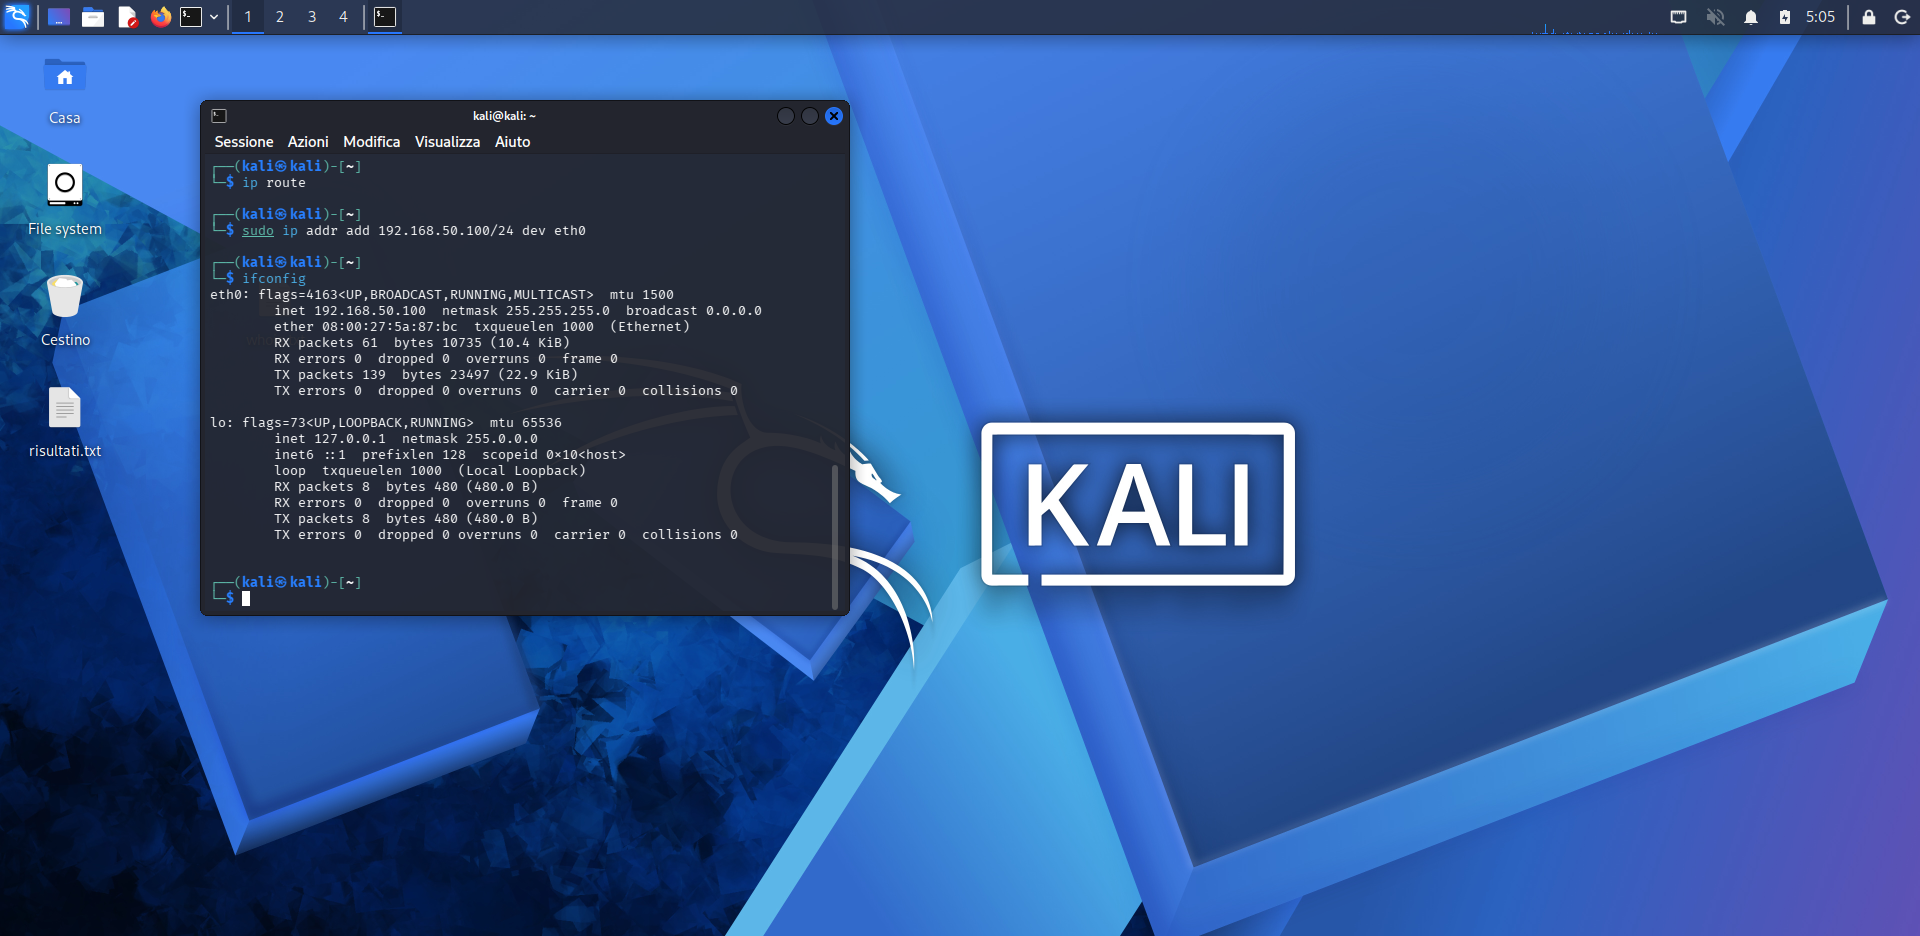 1 2 3 4
5:05
Casa
File system
Cestino
risultati.txt
kali@kali: ~
Sessione Azioni Modifica Visualizza Aiuto
┌──(kali㉿kali)-[~]
└─$ ip route
┌──(kali㉿kali)-[~]
└─$ sudo ip addr add 192.168.50.100/24 dev eth0
┌──(kali㉿kali)-[~]
└─$ ifconfig
eth0: flags=4163<UP,BROADCAST,RUNNING,MULTICAST>  mtu 1500
inet 192.168.50.100  netmask 255.255.255.0  broadcast 0.0.0.0
ether 08:00:27:5a:87:bc  txqueuelen 1000  (Ethernet)
RX packets 61  bytes 10735 (10.4 KiB)
RX errors 0  dropped 0  overruns 0  frame 0
TX packets 139  bytes 23497 (22.9 KiB)
TX errors 0  dropped 0 overruns 0  carrier 0  collisions 0
lo: flags=73<UP,LOOPBACK,RUNNING>  mtu 65536
inet 127.0.0.1  netmask 255.0.0.0
inet6 ::1  prefixlen 128  scopeid 0×10<host>
loop  txqueuelen 1000  (Local Loopback)
RX packets 8  bytes 480 (480.0 B)
RX errors 0  dropped 0  overruns 0  frame 0
TX packets 8  bytes 480 (480.0 B)
TX errors 0  dropped 0 overruns 0  carrier 0  collisions 0
┌──(kali㉿kali)-[~]
└─$
KALI